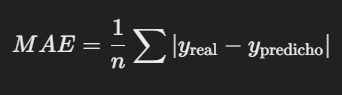 MAE = 1/n ∑ |y_real − y_predicho|